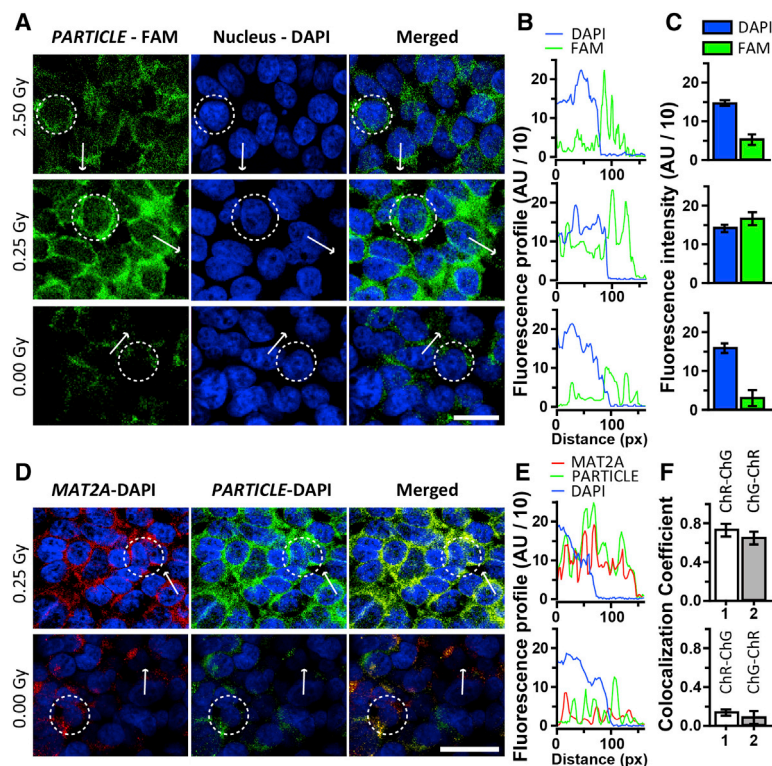 A
PARTICLE - FAM
Nucleus - DAPI
Merged
2.50 Gy
0.25 Gy
0.00 Gy
B
DAPI
FAM
Fluorescence profile (AU / 10)
20
10
0
20
10
0
20
10
0
0
100
Distance (px)
C
DAPI
FAM
Fluorescence intensity (AU / 10)
20
10
0
20
10
0
20
10
0
D
MAT2A-DAPI
PARTICLE-DAPI
Merged
0.25 Gy
0.00 Gy
E
MAT2A
PARTICLE
DAPI
Fluorescence profile (AU / 10)
20
10
0
20
10
0
0
100
Distance (px)
F
Colocalization Coefficient
ChR-ChG
ChG-ChR
0.8
0.4
0.0
1
2
ChR-ChG
ChG-ChR
0.8
0.4
0.0
1
2